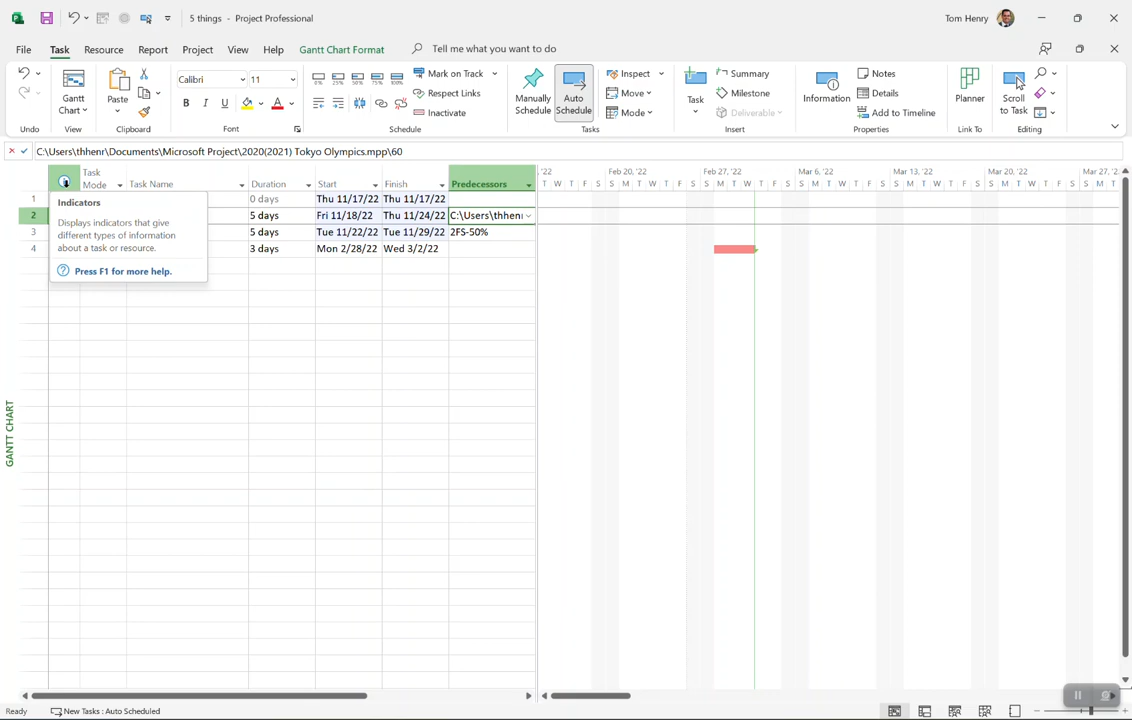 5 things - Project Professional
Tom Henry
File Task Resource Report Project View Help Gantt Chart Format Tell me what you want to do
Gantt Chart
Paste
Calibri 11
B I U A
0% 25% 50% 75% 100%
Mark on Track
Respect Links
Inactivate
Manually Schedule
Auto Schedule
Inspect
Move
Mode
Task
Summary
Milestone
Deliverable
Information
Notes
Details
Add to Timeline
Planner
Scroll to Task
Undo View Clipboard Font Schedule Tasks Insert Properties Link To Editing
C:\Users\thhenr\Documents\Microsoft Project\2020(2021) Tokyo Olympics.mpp\60
Task Mode Task Name Duration Start Finish Predecessors
1 0 days Thu 11/17/22 Thu 11/17/22
2 5 days Fri 11/18/22 Thu 11/24/22 C:\Users\thhenr
3 5 days Tue 11/22/22 Tue 11/29/22 2FS-50%
4 3 days Mon 2/28/22 Wed 3/2/22
Indicators
Displays indicators that give
different types of information
about a task or resource.
Press F1 for more help.
, '22 Feb 20, '22 Feb 27, '22 Mar 6, '22 Mar 13, '22 Mar 20, '22 Mar 27, '2
T W T F S S M T W T F S S M T W T F S S M T W T F S S M T W T F S S M T W T F S S M T
GANTT CHART
Ready New Tasks : Auto Scheduled